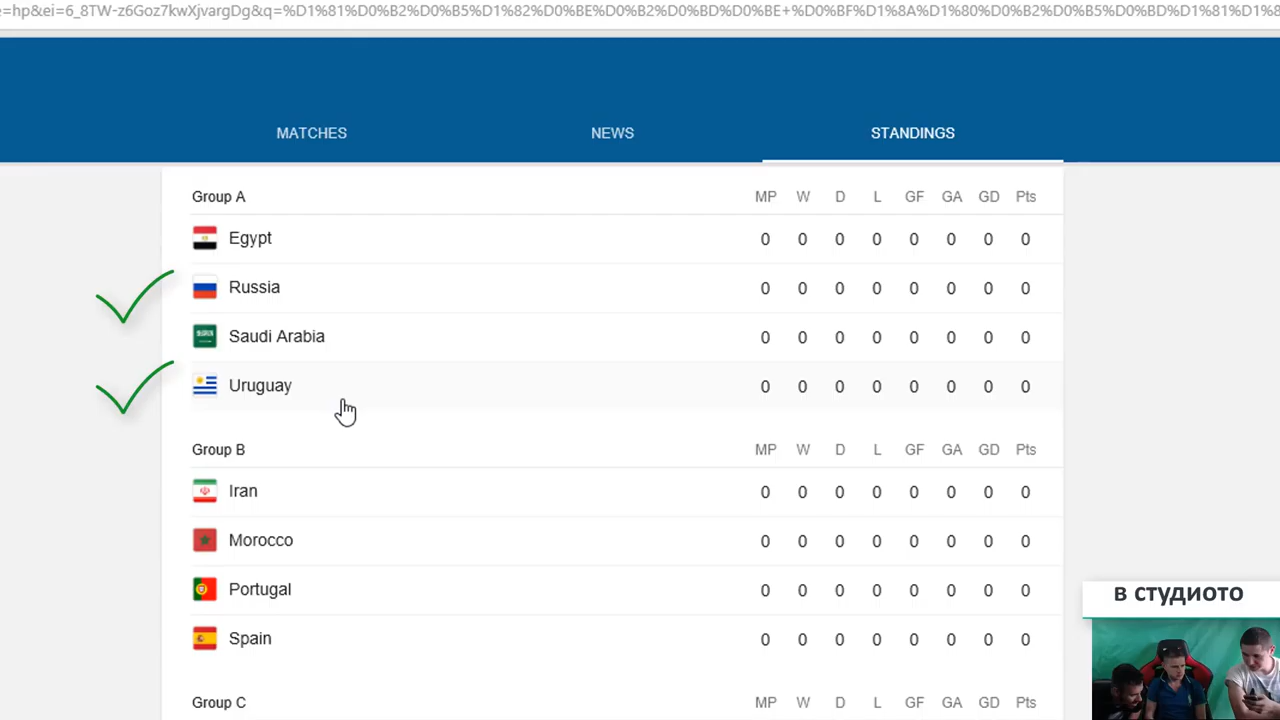 =hp&ei=6_8TW-z6Goz7kwXjvargDg&q=%D1%81%D0%B2%D0%B5%D1%82%D0%BE%D0%B2%D0%BD%D0%BE+%D0%BF%D1%8A%D1%80%D0%B2%D0%B5%D0%BD%D1%81%D1%8
MATCHES NEWS STANDINGS
Group A MP W D L GF GA GD Pts
Egypt 0 0 0 0 0 0 0 0
Russia 0 0 0 0 0 0 0 0
Saudi Arabia 0 0 0 0 0 0 0 0
Uruguay 0 0 0 0 0 0 0 0
Group B MP W D L GF GA GD Pts
Iran 0 0 0 0 0 0 0 0
Morocco 0 0 0 0 0 0 0 0
Portugal 0 0 0 0 0 0 0 0
Spain 0 0 0 0 0 0 0 0
в студиото
Group C MP W D L GF GA GD Pts